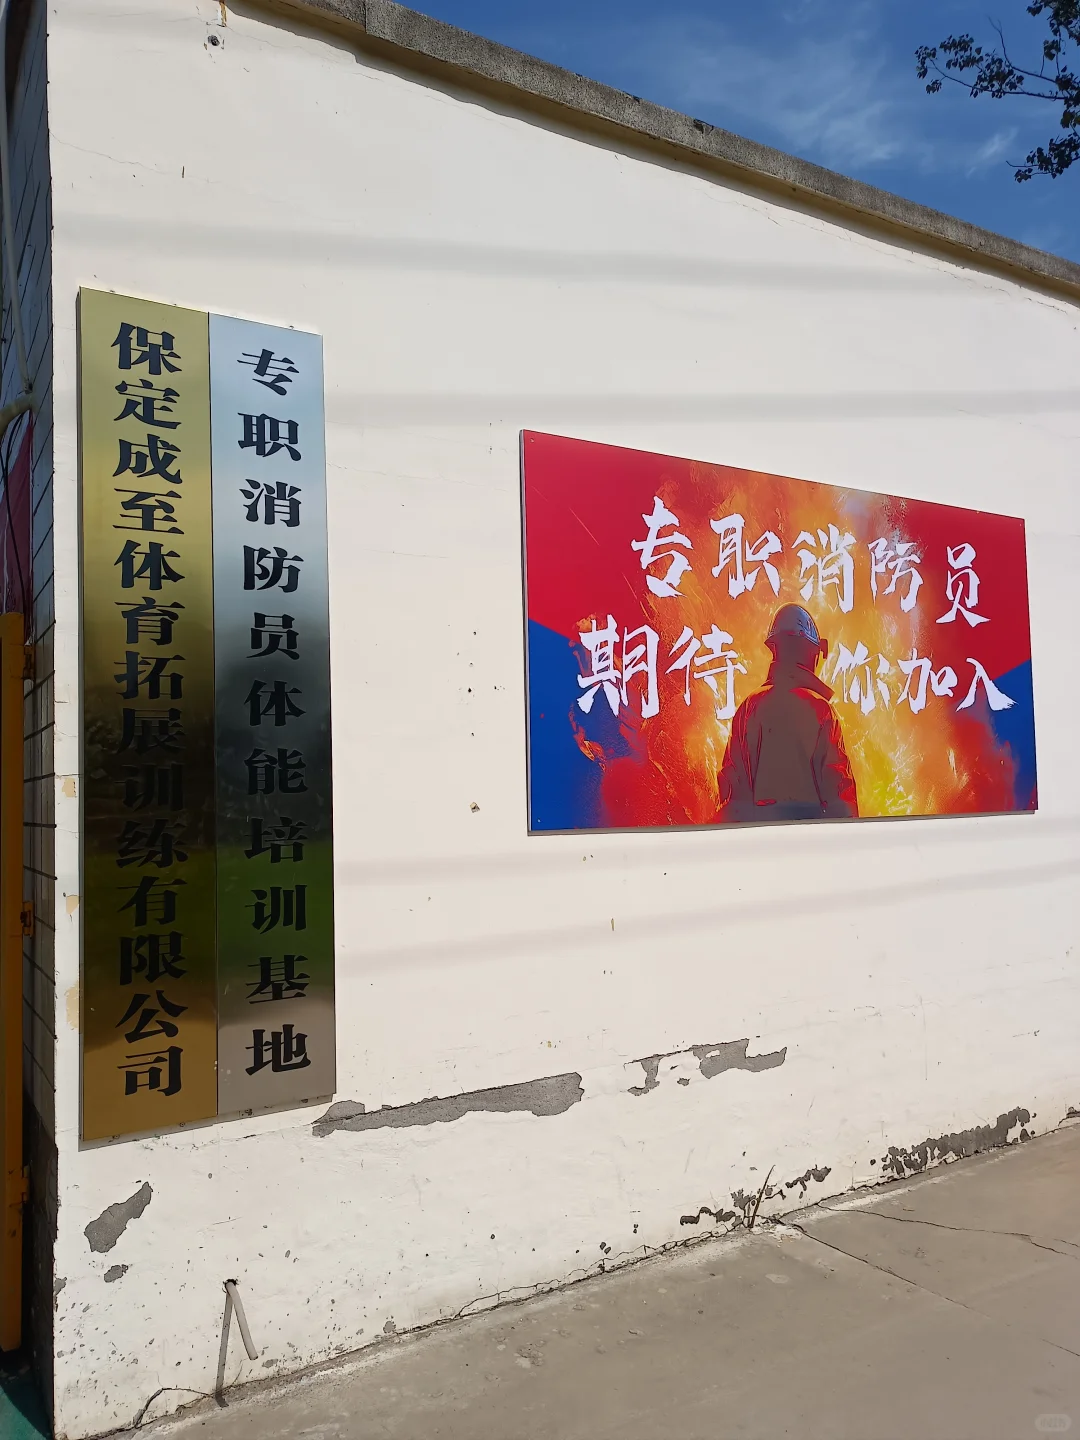 保定成至体育拓展训练有限公司
专职消防员体能培训基地
专职消防员
期待你加入